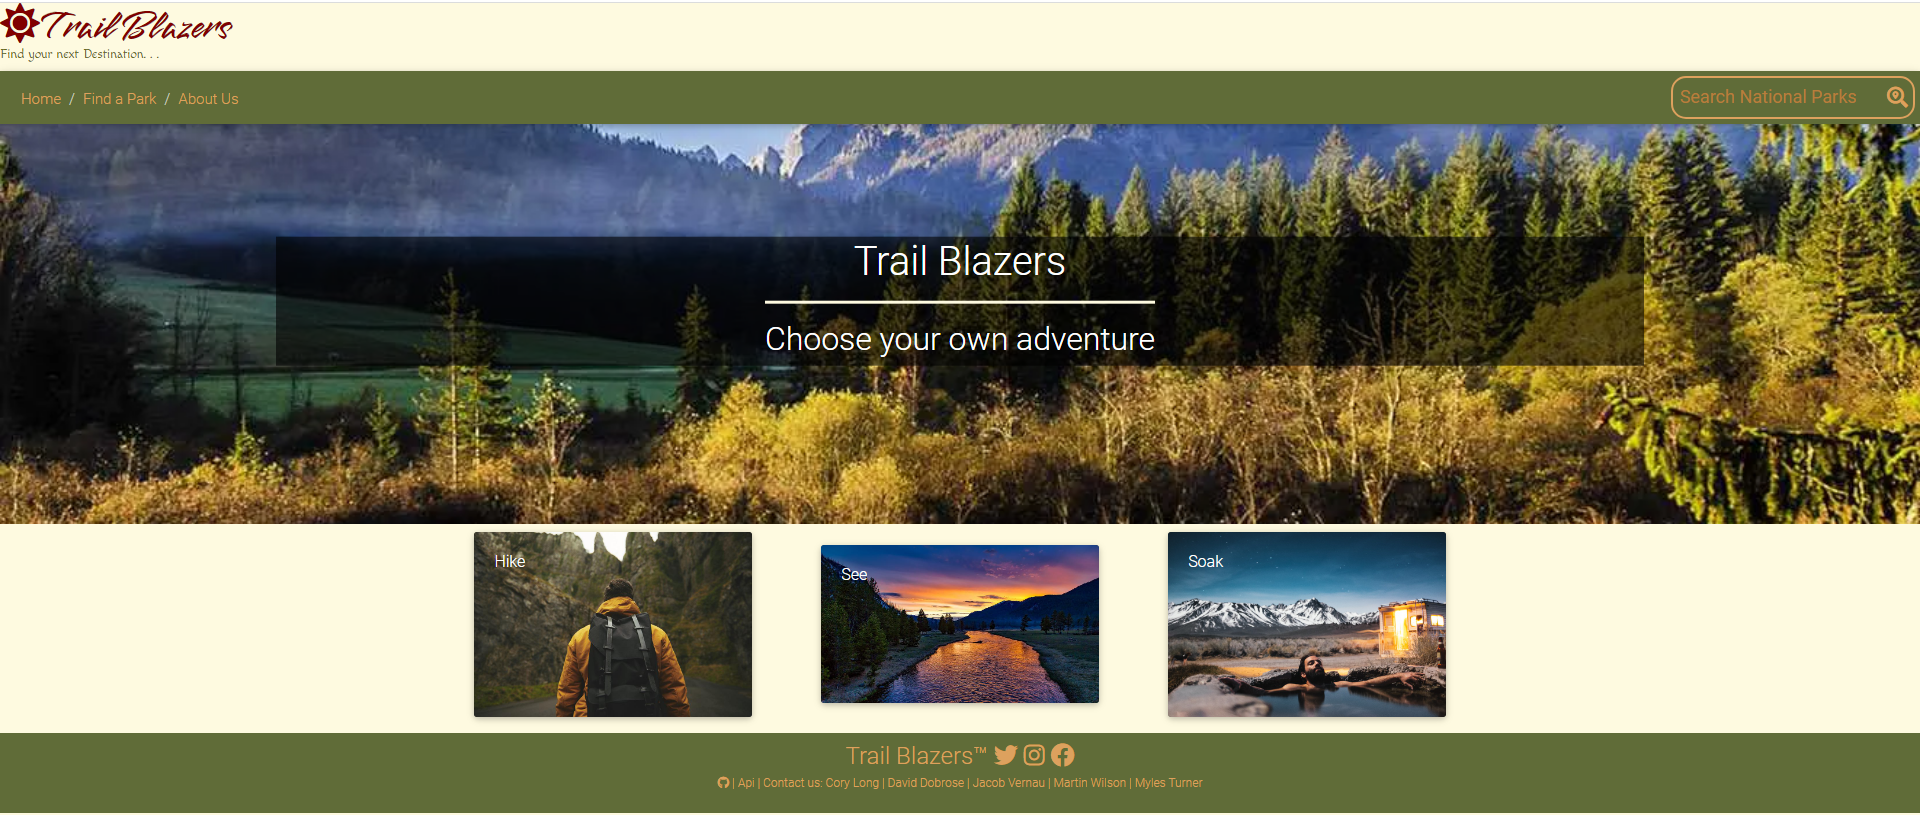 Trail Blazers
Find your next Destination. . .
Home / Find a Park / About Us
Search National Parks
Trail Blazers
Choose your own adventure
Hike
See
Soak
Trail Blazers™
| Api | Contact us: Cory Long | David Dobrose | Jacob Vernau | Martin Wilson | Myles Turner